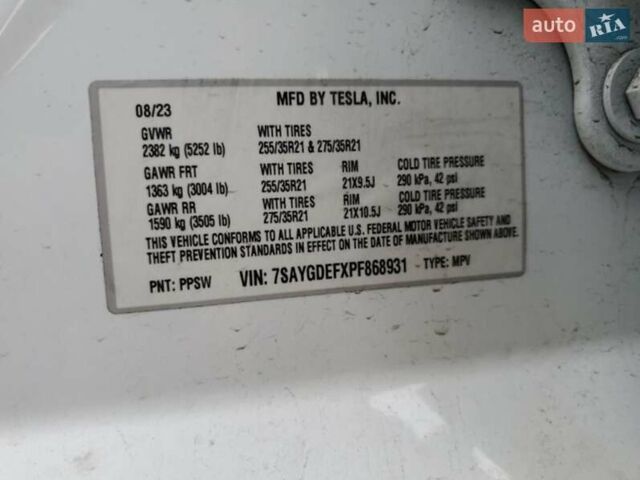 auto RIA
.com
08/23 MFD BY TESLA, INC.
GVWR WITH TIRES
2382 kg (5252 lb) 255/35R21 & 275/35R21
GAWR FRT WITH TIRES RIM COLD TIRE PRESSURE
1363 kg (3004 lb) 255/35R21 21X9.5J 290 kPa, 42 psi
GAWR RR WITH TIRES RIM COLD TIRE PRESSURE
1590 kg (3505 lb) 275/35R21 21X10.5J 290 kPa, 42 psi
THIS VEHICLE CONFORMS TO ALL APPLICABLE U.S. FEDERAL MOTOR VEHICLE SAFETY AND
THEFT PREVENTION STANDARDS IN EFFECT ON THE DATE OF MANUFACTURE SHOWN ABOVE.
PNT: PPSW VIN: 7SAYGDEFXPF868931 TYPE: MPV